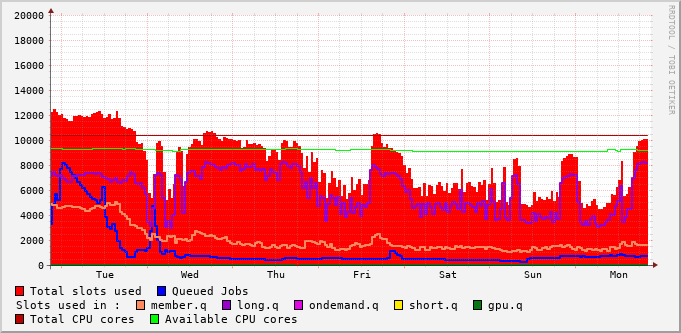 RRDTOOL / TOBI OETIKER
20000
18000
16000
14000
12000
10000
8000
6000
4000
2000
0
Tue Wed Thu Fri Sat Sun Mon
Total slots used Queued Jobs
Slots used in : member.q long.q ondemand.q short.q gpu.q
Total CPU cores Available CPU cores